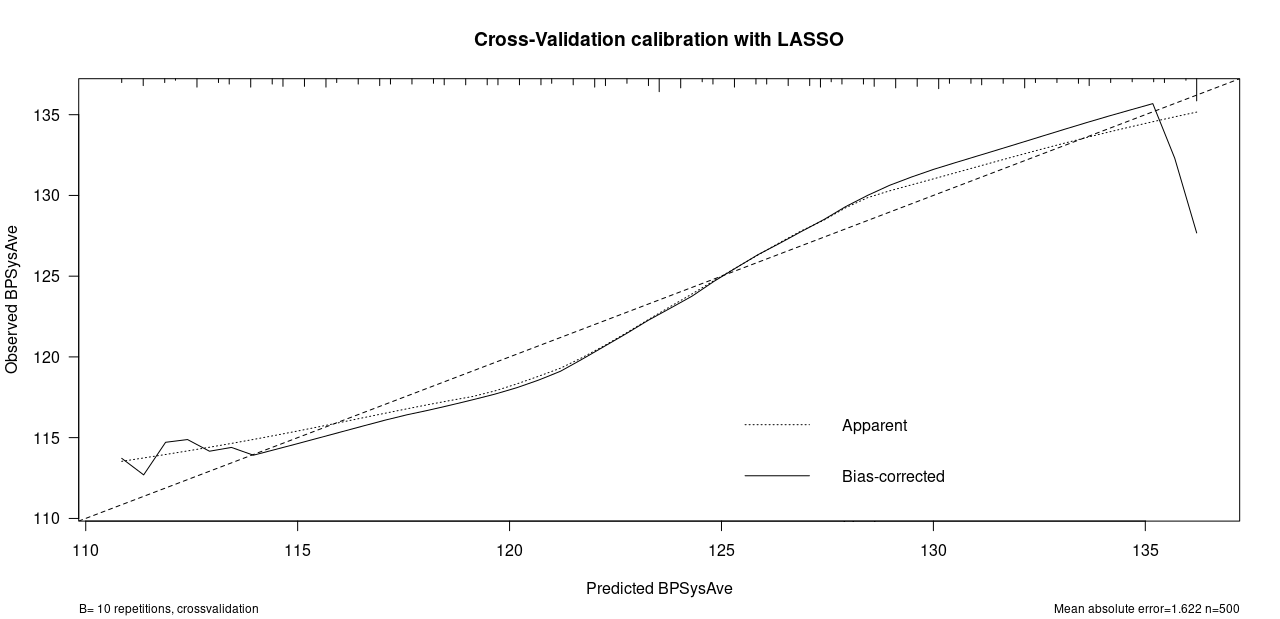 Cross-Validation calibration with LASSO
135
130
125
120
115
110
Observed BPSysAve
Apparent
Bias-corrected
110 115 120 125 130 135
Predicted BPSysAve
B= 10 repetitions, crossvalidation
Mean absolute error=1.622 n=500